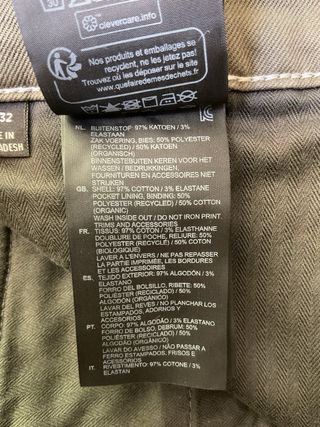 30
clevercare.info
Nos produits et emballages se
recyclent, ne les jetez pas !
Trouvez où les déposer sur le site
www.quefairedemesdechets.fr
32
E IN
ADESH
NL. BUITENSTOF: 97% KATOEN / 3%
ELASTAAN
ZAK VOERING, BIES: 50% POLYESTER
(RECYCLED) / 50% KATOEN
(ORGANISCH)
BINNENSTEBUITEN KEREN VOOR HET
WASSEN / BEDRUKKINGEN,
FOURNITUREN EN ACCESSOIRES NIET
STRIJKEN
GB. SHELL: 97% COTTON / 3% ELASTANE
POCKET LINING, BINDING: 50%
POLYESTER (RECYCLED) / 50% COTTON
(ORGANIC)
WASH INSIDE OUT / DO NOT IRON PRINT,
TRIMS AND ACCESSORIES
FR. TISSUS: 97% COTON / 3% ELASTHANNE
DOUBLURE DE POCHE, RELIURE: 50%
POLYESTER (RECYCLÉ) / 50% COTON
(BIOLOGIQUE)
LAVER A L'ENVERS / NE PAS REPASSER
LA PARTIE IMPRIMÉE, LES BORDURES
ET LES ACCESSOIRES
ES. TEJIDO EXTERIOR: 97% ALGODÓN / 3%
ELASTANO
FORRO DEL BOLSILLO, RIBETE: 50%
POLIÉSTER (RECICLADO) / 50%
ALGODÓN (ORGÁNICO)
LAVAR DEL REVES / NO PLANCHAR LOS
ESTAMPADOS, ADORNOS Y
ACCESORIOS
PT. CORPO: 97% ALGODÃO / 3% ELASTANO
FORRO DE BOLSO, DEBRUM: 50%
POLIÉSTER (RECICLADO) / 50%
ALGODÃO (ORGÂNICO)
LAVAR DO AVESSO / NÃO PASSAR A
FERRO ESTAMPADOS, FRISOS E
ACESSÓRIOS
IT. RIVESTIMENTO: 97% COTONE / 3%